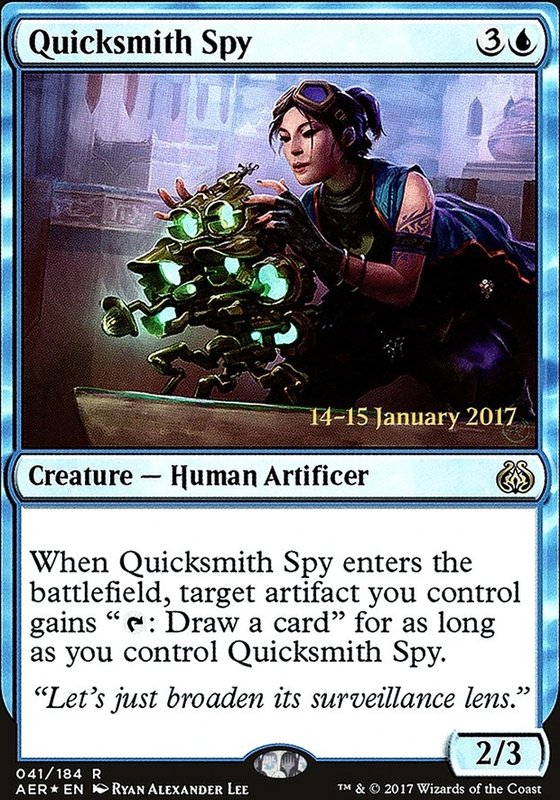 Quicksmith Spy 3
14–15 January 2017
Creature — Human Artificer
When Quicksmith Spy enters the
battlefield, target artifact you control
gains “: Draw a card” for as long
as you control Quicksmith Spy.
“Let’s just broaden its surveillance lens.”
2/3
041/184 R
AER★EN Ryan Alexander Lee
™ & © 2017 Wizards of the Coast